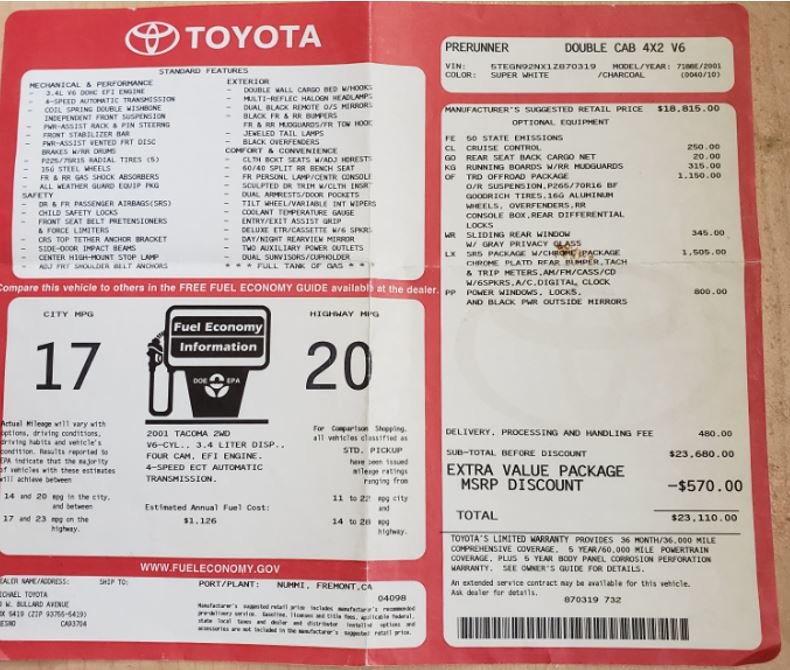 TOYOTA
STANDARD FEATURES
MECHANICAL & PERFORMANCE
- 3.4L V6 DOHC EFI ENGINE
- 4-SPEED AUTOMATIC TRANSMISSION
- COIL SPRING DOUBLE WISHBONE
INDEPENDENT FRONT SUSPENSION
- PWR-ASSIST RACK & PIN STEERNG
- FRONT STABILIZER BAR
- PWR-ASSIST VENTED FRT DISC
BRAKES W/RR DRUMS
- P225/75R15 RADIAL TIRES (5)
- 15G STEEL WHEELS
- FR & RR GAS SHOCK ABSORBERS
- ALL WEATHER GUARD EQUIP PKG
SAFETY
- DR & FR PASSENGER AIRBAGS(SRS)
- CHILD SAFETY LOCKS
- FRONT SEAT BELT PRETENSIONERS
& FORCE LIMITERS
- CRS TOP TETHER ANCHOR BRACKET
- SIDE-DOOR IMPACT BEAMS
- CENTER HIGH-MOUNT STOP LAMP
- ADJ FRT SHOULDER BELT ANCHORS
EXTERIOR
- DOUBLE WALL CARGO BED W/HOOKS
- MULTI-REFLEC HALOGN HEADLAMPS
- DUAL BLACK REMOTE O/S MIRRORS
- BLACK FR & RR BUMPERS
FR & RR MUDGUARDS/FR TOW HOOK
- JEWELED TAIL LAMPS
- BLACK OVERFENDERS
COMFORT & CONVENIENCE
- CLTH BCKT SEATS W/ADJ HDRESTS
- 60/40 SPLIT RR BENCH SEAT
- FR PERSONL LAMP/CENTR CONSOLE
- SCULPTED DR TRIM W/CLTH INSRT
- DUAL ARMRESTS/DOOR POCKETS
- TILT WHEEL/VARIABLE INT WIPERS
- COOLANT TEMPERATURE GAUGE
- ENTRY/EXIT ASSIST GRIP
- DELUXE ETR/CASSETTE W/6 SPKRS
- DAY/NIGHT REARVIEW MIRROR
- TWO AUXILIARY POWER OUTLETS
- DUAL SUNVISORS/CUPHOLDER
* * * FULL TANK OF GAS * * *
Compare this vehicle to others in the FREE FUEL ECONOMY GUIDE available at the dealer.
CITY MPG
17
Fuel Economy
Information
DOE EPA
HIGHWAY MPG
20
Actual Mileage will vary with
options, driving conditions,
driving habits and vehicle's
condition. Results reported to
EPA indicate that the majority
of vehicles with these estimates
will achieve between
14 and 20 mpg in the city,
and between
17 and 23 mpg on the
highway.
2001 TACOMA 2WD
V6-CYL., 3.4 LITER DISP.,
FOUR CAM, EFI ENGINE.
4-SPEED ECT AUTOMATIC
TRANSMISSION.
Estimated Annual Fuel Cost:
$1,126
For Comparison Shopping,
all vehicles classified as
STD. PICKUP
have been issued
mileage ratings
ranging from
11 to 22 mpg city
and
14 to 28 mpg
highway.
WWW.FUELECONOMY.GOV
DEALER NAME/ADDRESS: SHIP TO:
MICHAEL TOYOTA
W. BULLARD AVENUE
BOX 5419 (ZIP 93755-5419)
FRESNO CA93704
PORT/PLANT: NUMMI, FREMONT,CA
04098
Manufacturer's suggested retail price includes manufacturer's recommended
pre-delivery service. Gasoline, licenses and title fees, applicable federal,
state local taxes and dealer and distributor installed options and
accessories are not included in the manufacturer's suggested retail price.
PRERUNNER DOUBLE CAB 4X2 V6
VIN: 5TEGN92NX1Z870319 MODEL/YEAR: 7186E/2001
COLOR: SUPER WHITE /CHARCOAL (0040/10)
MANUFACTURER'S SUGGESTED RETAIL PRICE $18,815.00
OPTIONAL EQUIPMENT
FE 50 STATE EMISSIONS
CL CRUISE CONTROL 250.00
GO REAR SEAT BACK CARGO NET 20.00
KG RUNNING BOARDS W/RR MUDGUARDS 315.00
OF TRD OFFROAD PACKAGE 1,150.00
O/R SUSPENSION,P265/70R16 BF
GOODRICH TIRES,16G ALUMINUM
WHEELS, OVERFENDERS,RR
CONSOLE BOX,REAR DIFFERENTIAL
LOCKS
WR SLIDING REAR WINDOW 345.00
W/ GRAY PRIVACY GLASS
LX SR5 PACKAGE W/CHROME PACKAGE 1,505.00
CHROME PLATD REAR BUMPER,TACH
& TRIP METERS,AM/FM/CASS/CD
W/6SPKRS,A/C,DIGITAL CLOCK
PP POWER WINDOWS, LOCKS, 800.00
AND BLACK PWR OUTSIDE MIRRORS
DELIVERY, PROCESSING AND HANDLING FEE 480.00
SUB-TOTAL BEFORE DISCOUNT $23,680.00
EXTRA VALUE PACKAGE
MSRP DISCOUNT -$570.00
TOTAL $23,110.00
TOYOTA'S LIMITED WARRANTY PROVIDES 36 MONTH/36,000 MILE
COMPREHENSIVE COVERAGE, 5 YEAR/60,000 MILE POWERTRAIN
COVERAGE, PLUS 5 YEAR BODY PANEL CORROSION PERFORATION
WARRANTY. SEE OWNER'S GUIDE FOR DETAILS.
An extended service contract may be available for this vehicle.
Ask dealer for details.
870319 732